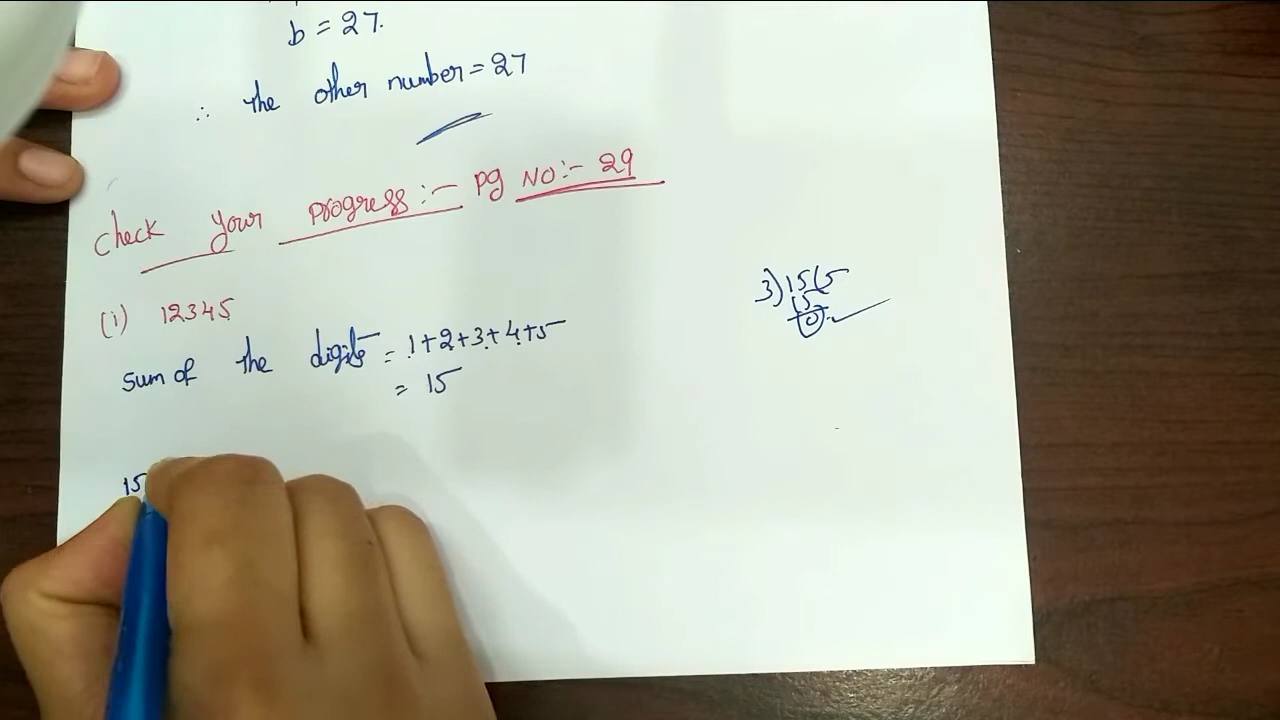 b = 27.
∴ the other number = 27
Check your progress:- Pg NO:- 29
(i) 12345
Sum of the digits = 1+2+3+4+5
= 15
15
3)15(5
15
0